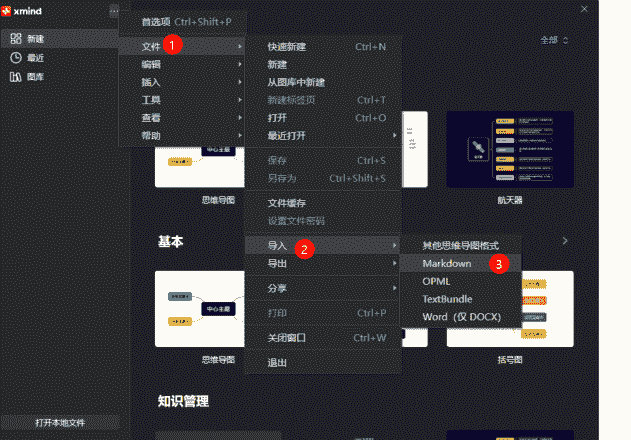 xmind
首选项 Ctrl+Shift+P
全部
新建
最近
图库
文件 1
编辑
插入
工具
查看
帮助
快速新建 Ctrl+N
新建
从图库中新建
新建标签页 Ctrl+T
打开 Ctrl+O
最近打开
保存 Ctrl+S
另存为 Ctrl+Shift+S
文件缓存
设置文件密码
导入 2
导出
分享
打印 Ctrl+P
关闭窗口 Ctrl+W
退出
其他思维导图格式
Markdown 3
OPML
TextBundle
Word（仅 DOCX）
中心主题
思维导图
航天器
基本
中心主题
思维导图
括号图
知识管理
打开本地文件